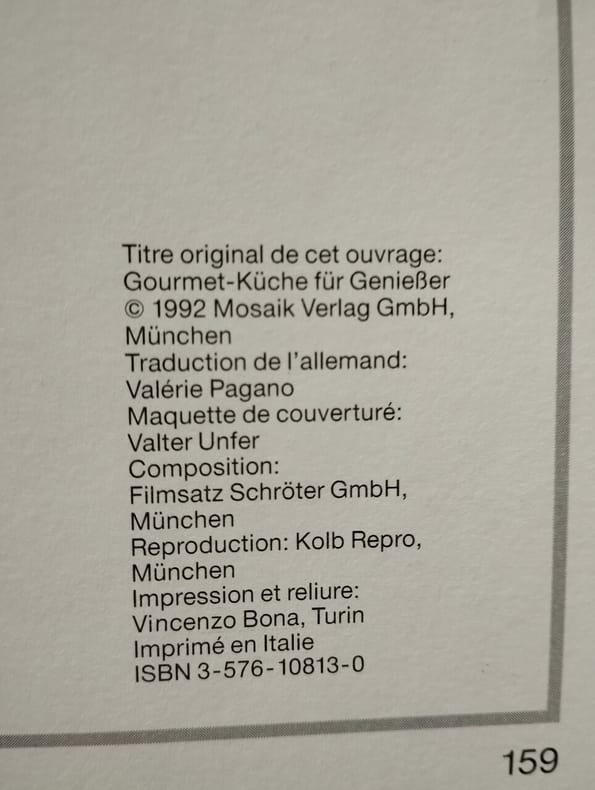 Titre original de cet ouvrage:
Gourmet-Küche für Genießer
© 1992 Mosaik Verlag GmbH,
München
Traduction de l'allemand:
Valérie Pagano
Maquette de couverturé:
Valter Unfer
Composition:
Filmsatz Schröter GmbH,
München
Reproduction: Kolb Repro,
München
Impression et reliure:
Vincenzo Bona, Turin
Imprimé en Italie
ISBN 3-576-10813-0
159